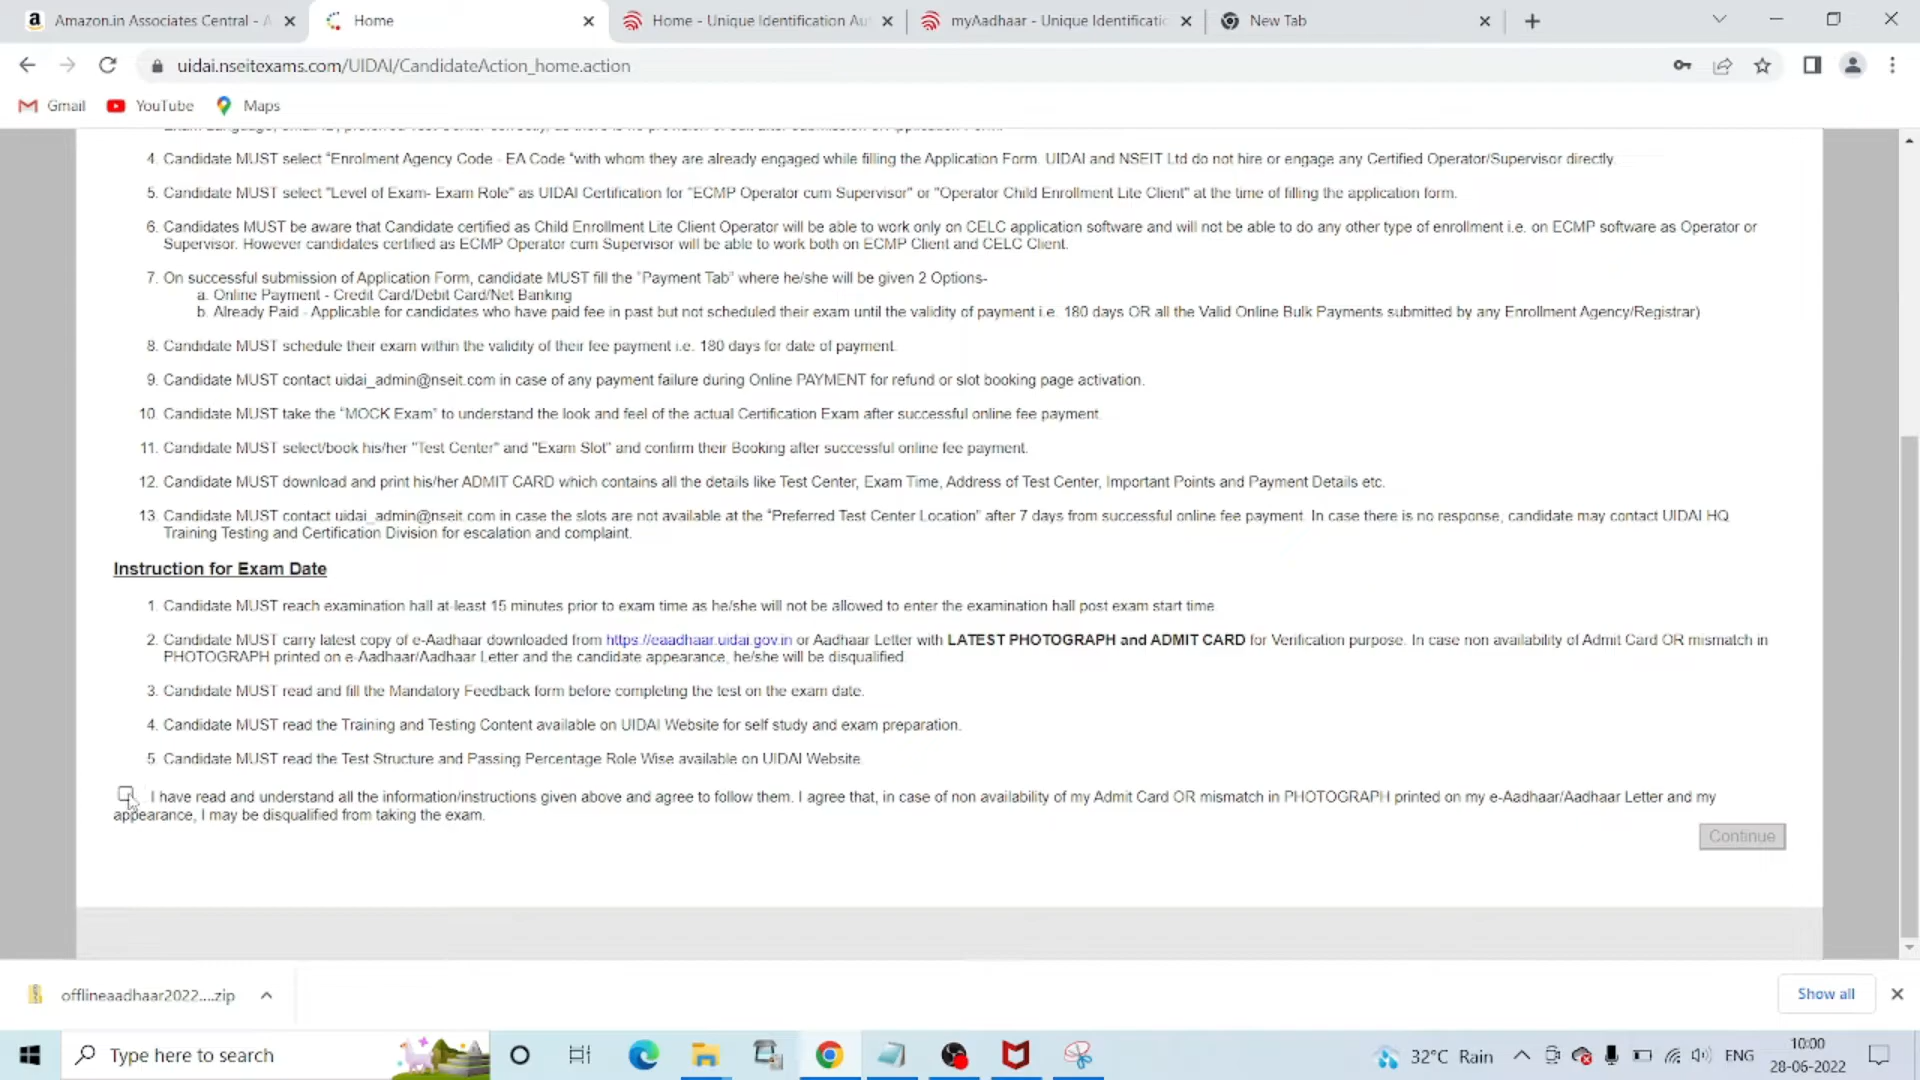 Amazon.in Associates Central - A
Home
Home - Unique Identification Au
myAadhaar - Unique Identificatio
New Tab
uidai.nseitexams.com/UIDAI/CandidateAction_home.action
Gmail YouTube Maps
4. Candidate MUST select "Enrolment Agency Code - EA Code "with whom they are already engaged while filling the Application Form. UIDAI and NSEIT Ltd do not hire or engage any Certified Operator/Supervisor directly.
5. Candidate MUST select "Level of Exam- Exam Role" as UIDAI Certification for "ECMP Operator cum Supervisor" or "Operator Child Enrollment Lite Client" at the time of filling the application form.
6. Candidates MUST be aware that Candidate certified as Child Enrollment Lite Client Operator will be able to work only on CELC application software and will not be able to do any other type of enrollment i.e. on ECMP software as Operator or
Supervisor. However candidates certified as ECMP Operator cum Supervisor will be able to work both on ECMP Client and CELC Client.
7. On successful submission of Application Form, candidate MUST fill the "Payment Tab" where he/she will be given 2 Options-
a. Online Payment - Credit Card/Debit Card/Net Banking
b. Already Paid - Applicable for candidates who have paid fee in past but not scheduled their exam until the validity of payment i.e. 180 days OR all the Valid Online Bulk Payments submitted by any Enrollment Agency/Registrar)
8. Candidate MUST schedule their exam within the validity of their fee payment i.e. 180 days for date of payment.
9. Candidate MUST contact uidai_admin@nseit.com in case of any payment failure during Online PAYMENT for refund or slot booking page activation.
10. Candidate MUST take the "MOCK Exam" to understand the look and feel of the actual Certification Exam after successful online fee payment.
11. Candidate MUST select/book his/her "Test Center" and "Exam Slot" and confirm their Booking after successful online fee payment.
12. Candidate MUST download and print his/her ADMIT CARD which contains all the details like Test Center, Exam Time, Address of Test Center, Important Points and Payment Details etc.
13. Candidate MUST contact uidai_admin@nseit.com in case the slots are not available at the "Preferred Test Center Location" after 7 days from successful online fee payment. In case there is no response, candidate may contact UIDAI HQ
Training Testing and Certification Division for escalation and complaint.
Instruction for Exam Date
1. Candidate MUST reach examination hall at-least 15 minutes prior to exam time as he/she will not be allowed to enter the examination hall post exam start time
2. Candidate MUST carry latest copy of e-Aadhaar downloaded from https://eaadhaar.uidai.gov.in or Aadhaar Letter with LATEST PHOTOGRAPH and ADMIT CARD for Verification purpose. In case non availability of Admit Card OR mismatch in
PHOTOGRAPH printed on e-Aadhaar/Aadhaar Letter and the candidate appearance, he/she will be disqualified.
3. Candidate MUST read and fill the Mandatory Feedback form before completing the test on the exam date.
4. Candidate MUST read the Training and Testing Content available on UIDAI Website for self study and exam preparation.
5. Candidate MUST read the Test Structure and Passing Percentage Role Wise available on UIDAI Website
I have read and understand all the information/instructions given above and agree to follow them. I agree that, in case of non availability of my Admit Card OR mismatch in PHOTOGRAPH printed on my e-Aadhaar/Aadhaar Letter and my
appearance, I may be disqualified from taking the exam.
Continue
offlineaadhaar2022....zip
Show all
Type here to search
32°C Rain
ENG
10:00
28-06-2022